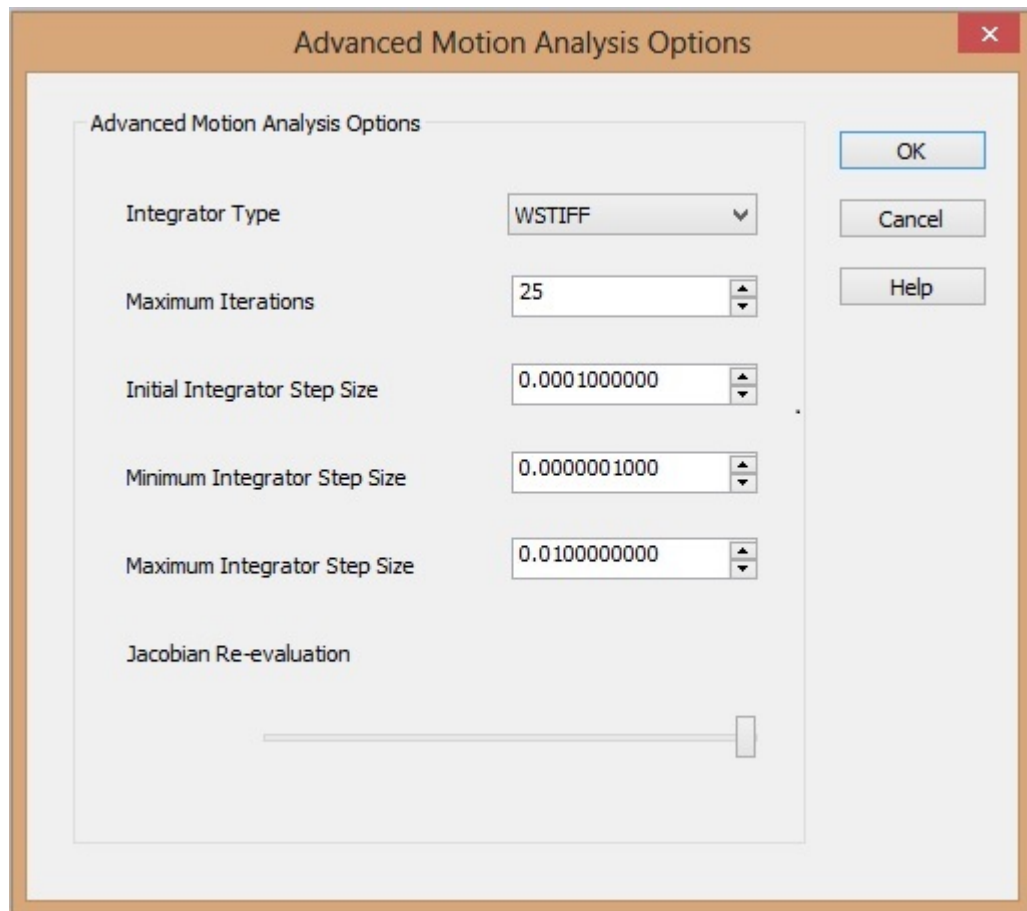 Advanced Motion Analysis Options
Advanced Motion Analysis Options
Integrator Type
WSTIFF
Maximum Iterations
25
Initial Integrator Step Size
0.0001000000
Minimum Integrator Step Size
0.0000001000
Maximum Integrator Step Size
0.0100000000
Jacobian Re-evaluation
OK
Cancel
Help